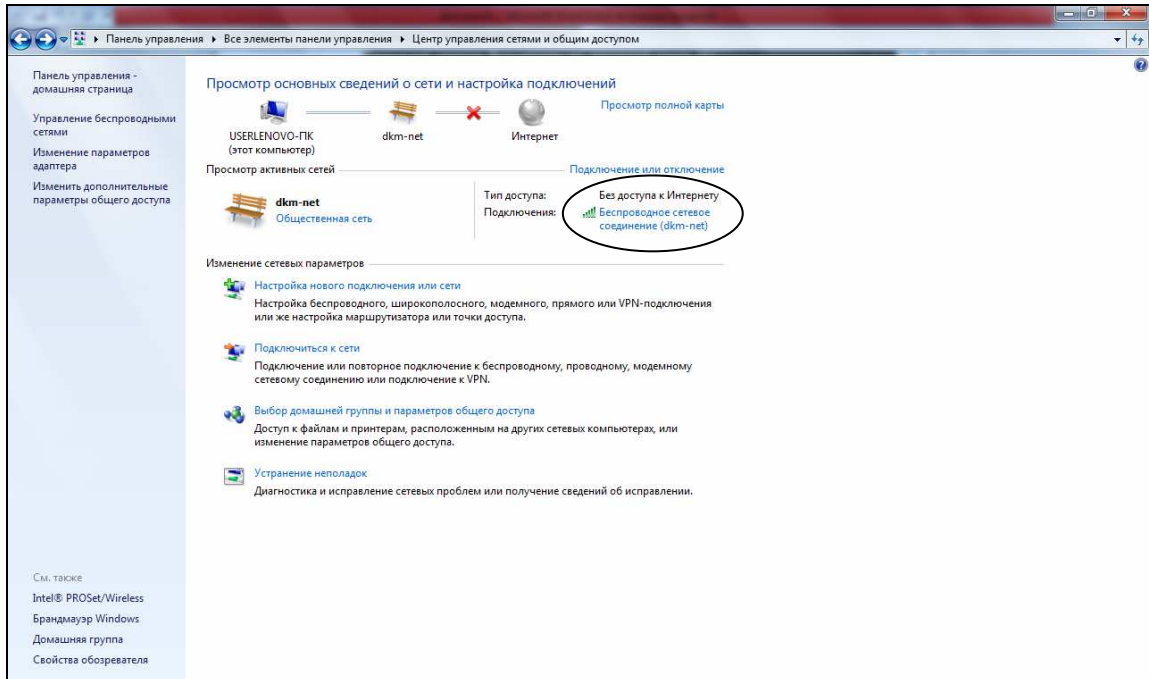 Панель управления ▸ Все элементы панели управления ▸ Центр управления сетями и общим доступом
Панель управления -
домашняя страница
Управление беспроводными
сетями
Изменение параметров
адаптера
Изменить дополнительные
параметры общего доступа
Просмотр основных сведений о сети и настройка подключений
Просмотр полной карты
USERLENOVO-ПК
(этот компьютер)
dkm-net
Интернет
Просмотр активных сетей
Подключение или отключение
dkm-net
Общественная сеть
Тип доступа: Без доступа к Интернету
Подключения: Беспроводное сетевое
соединение (dkm-net)
Изменение сетевых параметров
Настройка нового подключения или сети
Настройка беспроводного, широкополосного, модемного, прямого или VPN-подключения
или же настройка маршрутизатора или точки доступа.
Подключиться к сети
Подключение или повторное подключение к беспроводному, проводному, модемному
сетевому соединению или подключение к VPN.
Выбор домашней группы и параметров общего доступа
Доступ к файлам и принтерам, расположенным на других сетевых компьютерах, или
изменение параметров общего доступа.
Устранение неполадок
Диагностика и исправление сетевых проблем или получение сведений об исправлении.
См. также
Intel® PROSet/Wireless
Брандмауэр Windows
Домашняя группа
Свойства обозревателя